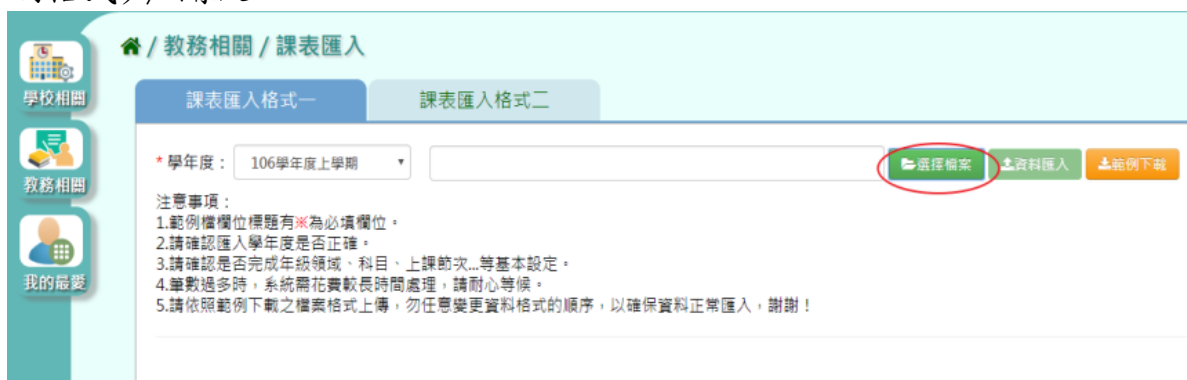 / 教務相關 / 課表匯入
學校相關
課表匯入格式一
課表匯入格式二
* 學年度： 106學年度上學期
選擇檔案
資料匯入
範例下載
教務相關
注意事項：
1.範例檔欄位標題有※為必填欄位。
2.請確認匯入學年度是否正確。
3.請確認是否完成年級領域、科目、上課節次...等基本設定。
我的最愛
4.筆數過多時，系統需花費較長時間處理，請耐心等候。
5.請依照範例下載之檔案格式上傳，勿任意變更資料格式的順序，以確保資料正常匯入，謝謝！